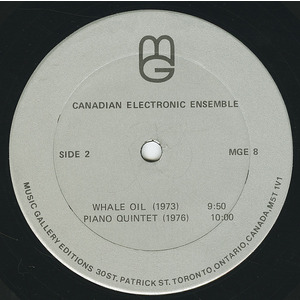 MG
CANADIAN ELECTRONIC ENSEMBLE
SIDE 2
MGE 8
WHALE OIL (1973) 9:50
PIANO QUINTET (1976) 10:00
MUSIC GALLERY EDITIONS 30 ST. PATRICK ST. TORONTO ONTARIO, CANADA, M5T 1V1